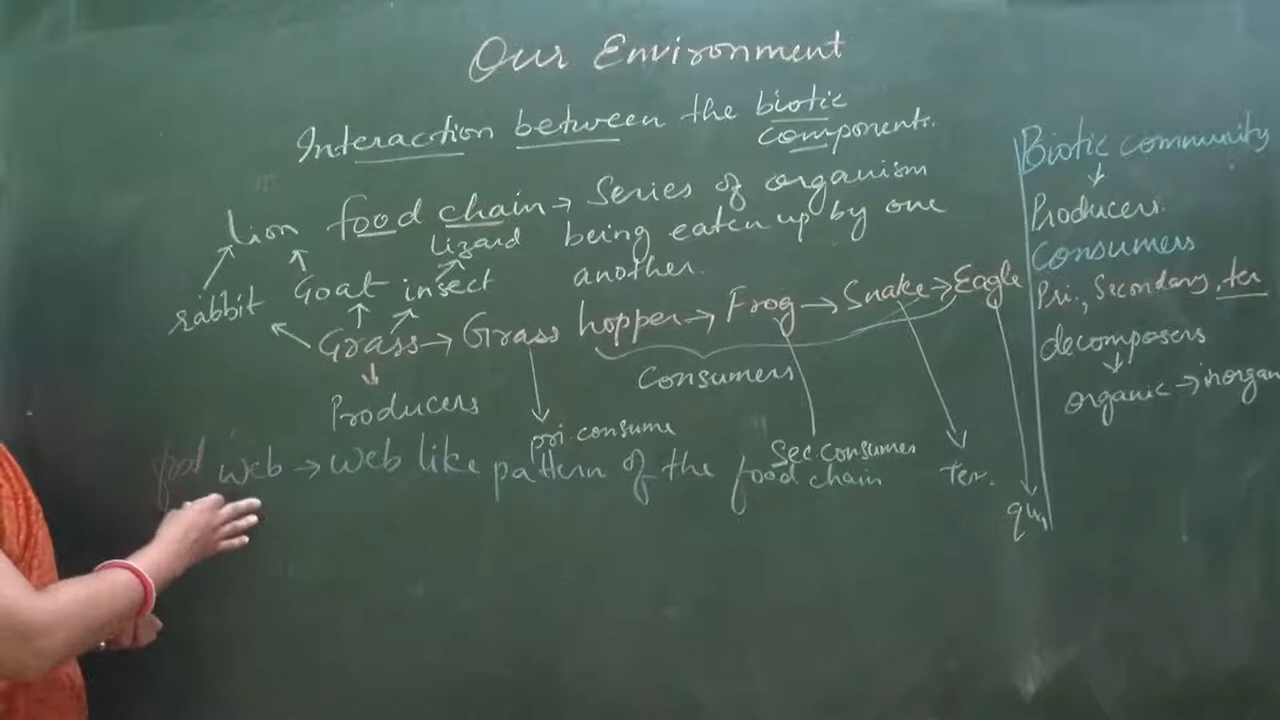 Our Environment
Interaction between the biotic
components.
food chain → Series of organism
being eaten up by one
another.
Lion
lizard
rabbit
Goat
insect
Grass → Grass hopper → Frog → Snake → Eagle
Consumers
Producers
pri. consume
Sec. consumers
Ter.
food web → web like pattern of the food chain
Biotic community
↓
Producers
Consumers
Pri., Secondary, ter
decomposers
↓
organic → inorgan